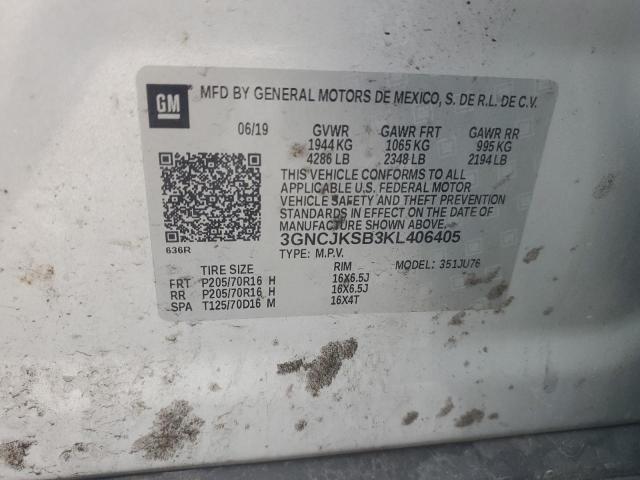 GM
MFD BY GENERAL MOTORS DE MEXICO, S. DE R.L. DE C.V.
06/19 GVWR GAWR FRT GAWR RR
1944 KG 1065 KG 995 KG
4286 LB 2348 LB 2194 LB
THIS VEHICLE CONFORMS TO ALL
APPLICABLE U.S. FEDERAL MOTOR
VEHICLE SAFETY AND THEFT PREVENTION
STANDARDS IN EFFECT ON THE DATE OF
MANUFACTURE SHOWN ABOVE.
3GNCJKSB3KL406405
636R
TYPE: M.P.V. MODEL: 351JU76
TIRE SIZE RIM
FRT P205/70R16 H 16X6.5J
RR P205/70R16 H 16X6.5J
SPA T125/70D16 M 16X4T